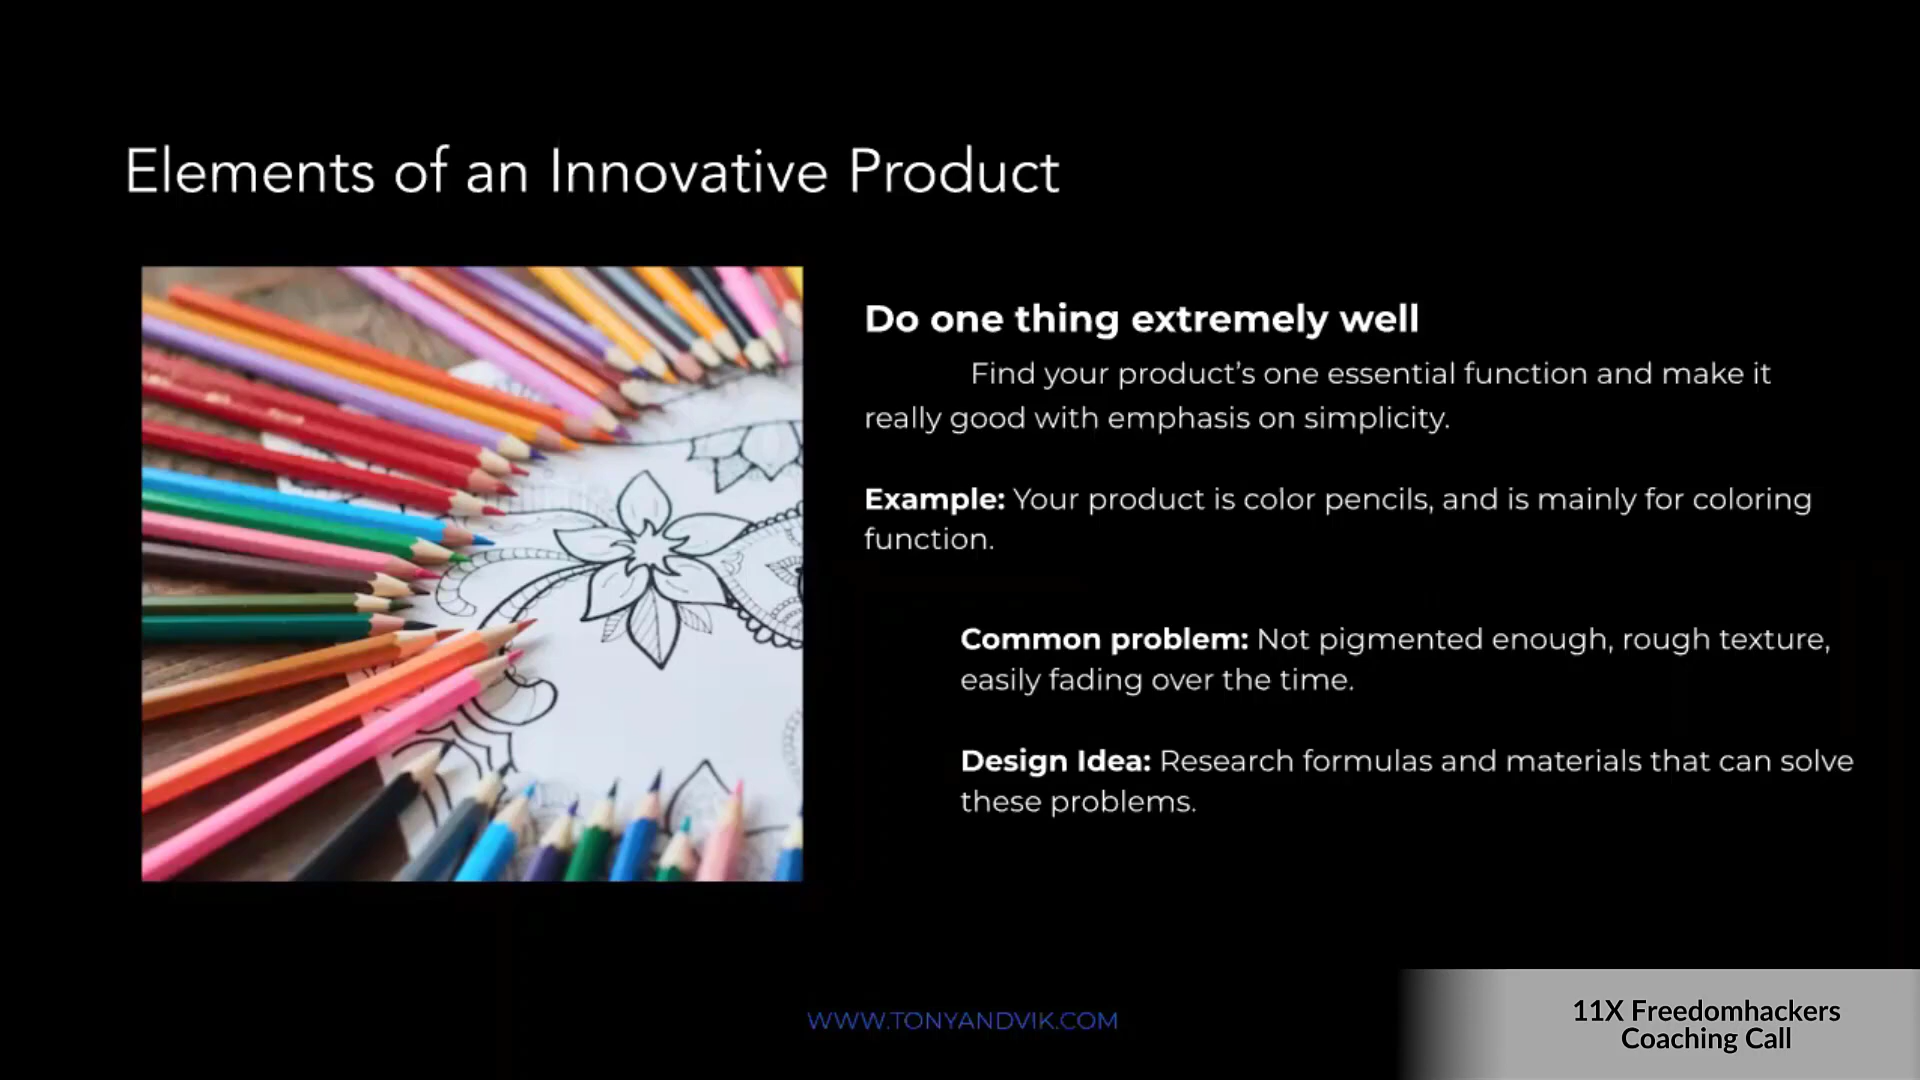 Elements of an Innovative Product
Do one thing extremely well
Find your product’s one essential function and make it
really good with emphasis on simplicity.
Example: Your product is color pencils, and is mainly for coloring
function.
Common problem: Not pigmented enough, rough texture,
easily fading over the time.
Design Idea: Research formulas and materials that can solve
these problems.
WWW.TONYANDVIK.COM
11X Freedomhackers
Coaching Call